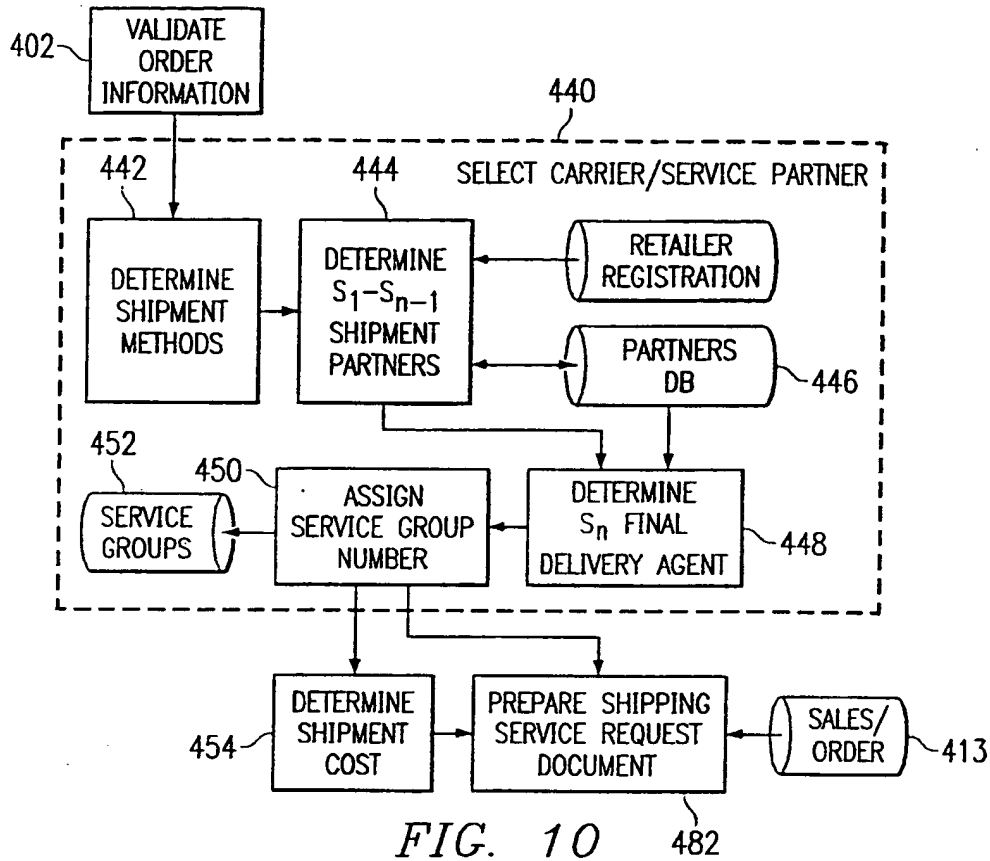 402
VALIDATE
ORDER
INFORMATION
440
442
444
SELECT CARRIER/SERVICE PARTNER
DETERMINE
SHIPMENT
METHODS
DETERMINE
S1-Sn-1
SHIPMENT
PARTNERS
RETAILER
REGISTRATION
PARTNERS
DB
446
452
SERVICE
GROUPS
450
ASSIGN
SERVICE GROUP
NUMBER
DETERMINE
Sn FINAL
DELIVERY AGENT
448
454
DETERMINE
SHIPMENT
COST
PREPARE SHIPPING
SERVICE REQUEST
DOCUMENT
482
SALES/
ORDER
413
FIG. 10